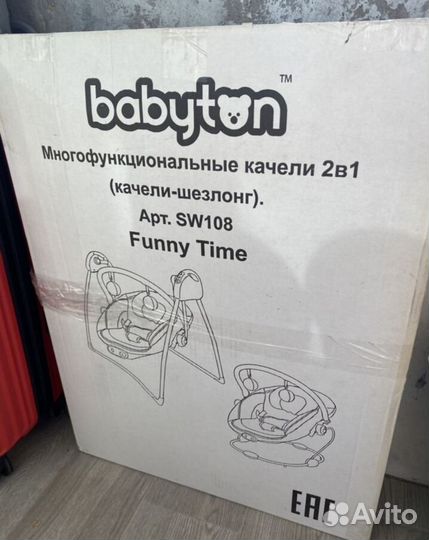 babyton™
Многофункциональные качели 2в1
(качели-шезлонг).
Арт. SW108
Funny Time
EAC
Avito